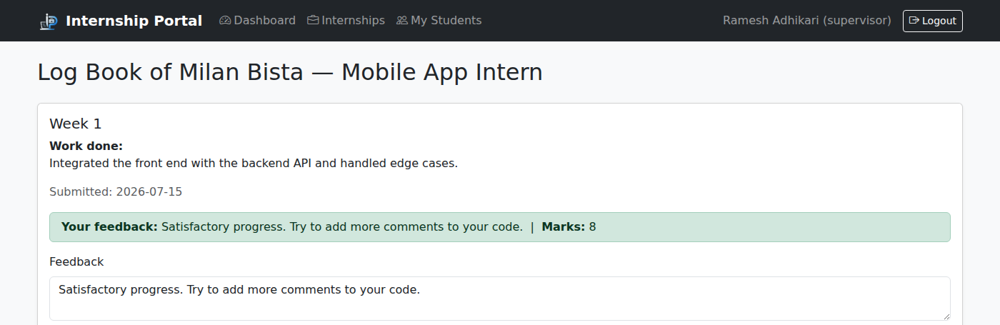 Internship Portal Dashboard Internships My Students Ramesh Adhikari (supervisor) Logout
Log Book of Milan Bista — Mobile App Intern
Week 1
Work done:
Integrated the front end with the backend API and handled edge cases.
Submitted: 2026-07-15
Your feedback: Satisfactory progress. Try to add more comments to your code. | Marks: 8
Feedback
Satisfactory progress. Try to add more comments to your code.